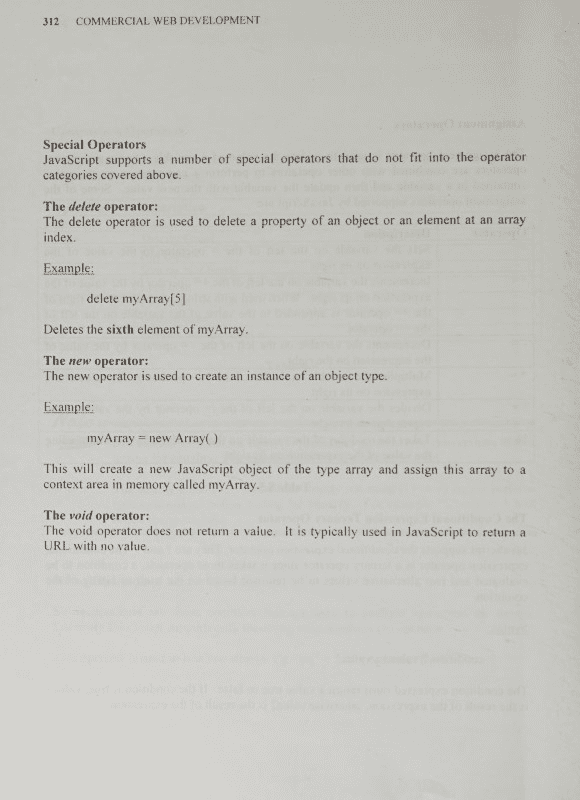 312 COMMERCIAL WEB DEVELOPMENT
Special Operators
JavaScript supports a number of special operators that do not fit into the operator
categories covered above.
The delete operator:
The delete operator is used to delete a property of an object or an element at an array
index.
Example:
delete myArray[5]
Deletes the sixth element of myArray.
The new operator:
The new operator is used to create an instance of an object type.
Example:
myArray = new Array( )
This will create a new JavaScript object of the type array and assign this array to a
context area in memory called myArray.
The void operator:
The void operator does not return a value. It is typically used in JavaScript to return a
URL with no value.